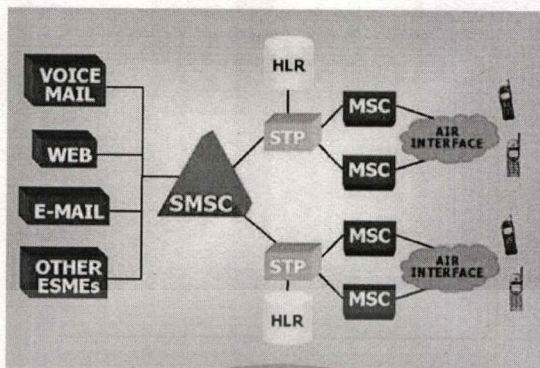 VOICE
MAIL
WEB
E-MAIL
OTHER
ESMEs
SMSC
HLR
STP
MSC
MSC
AIR
INTERFACE
STP
HLR
MSC
MSC
AIR
INTERFACE